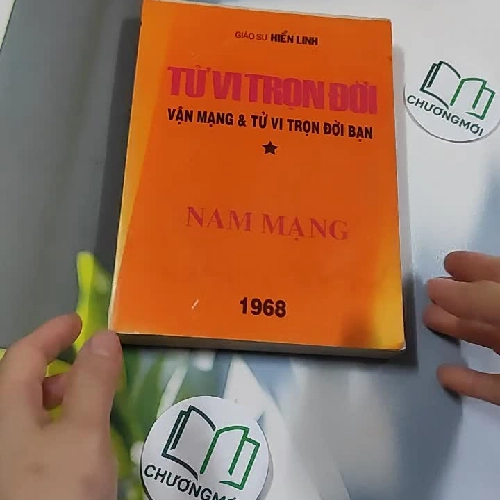 GIÁO SƯ HIỂN LINH
TỬ VI TRỌN ĐỜI
VẬN MẠNG & TỬ VI TRỌN ĐỜI BẠN
NAM MẠNG
1968
CHƯƠNGMỚI
CHƯƠNGMỚI